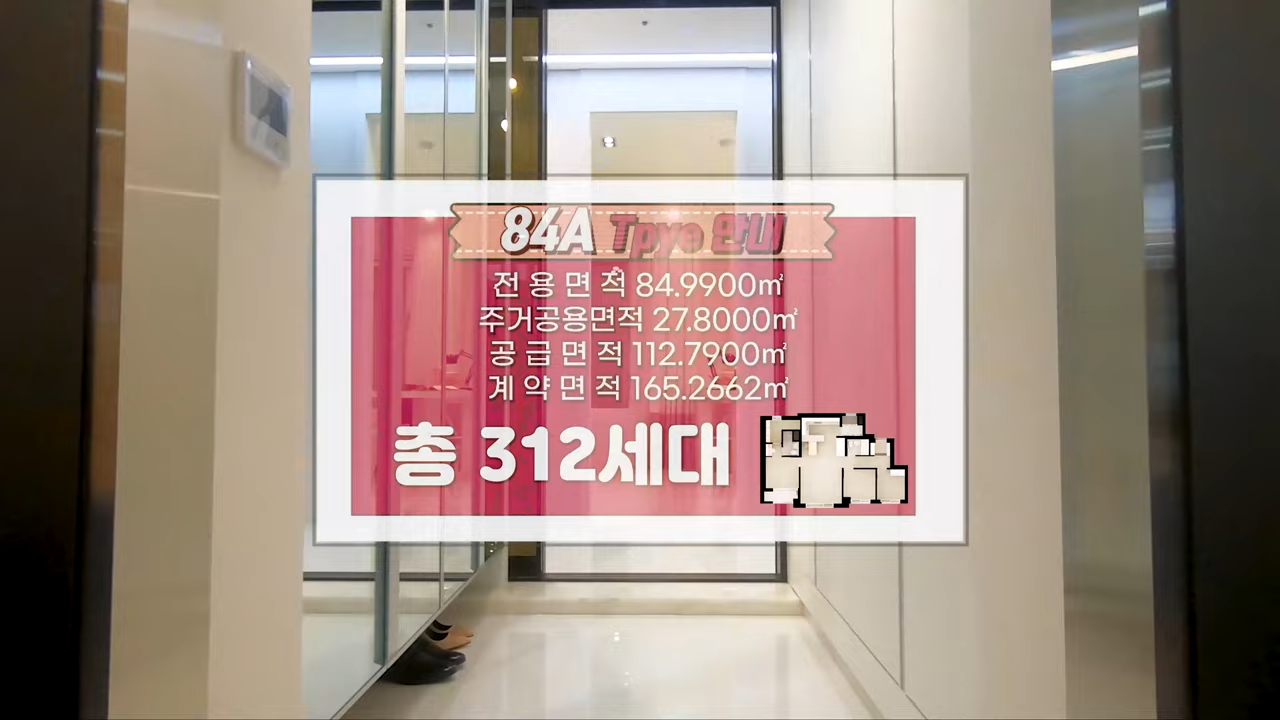 84A Tpye 안내
전 용 면 적 84.9900㎡
주거공용면적 27.8000㎡
공 급 면 적 112.7900㎡
계 약 면 적 165.2662㎡
총 312세대